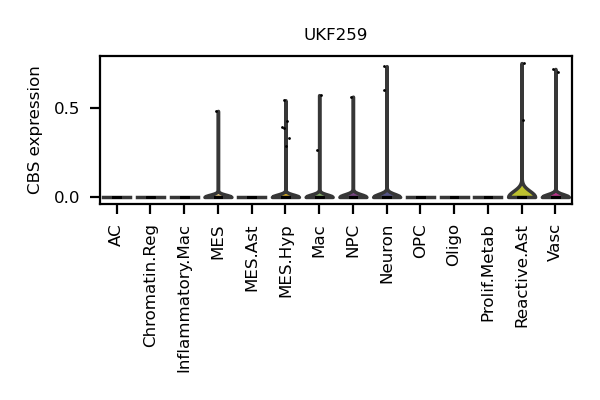 UKF259
CBS expression
0.5
0.0
AC
Chromatin.Reg
Inflammatory.Mac
MES
MES.Ast
MES.Hyp
Mac
NPC
Neuron
OPC
Oligo
Prolif.Metab
Reactive.Ast
Vasc